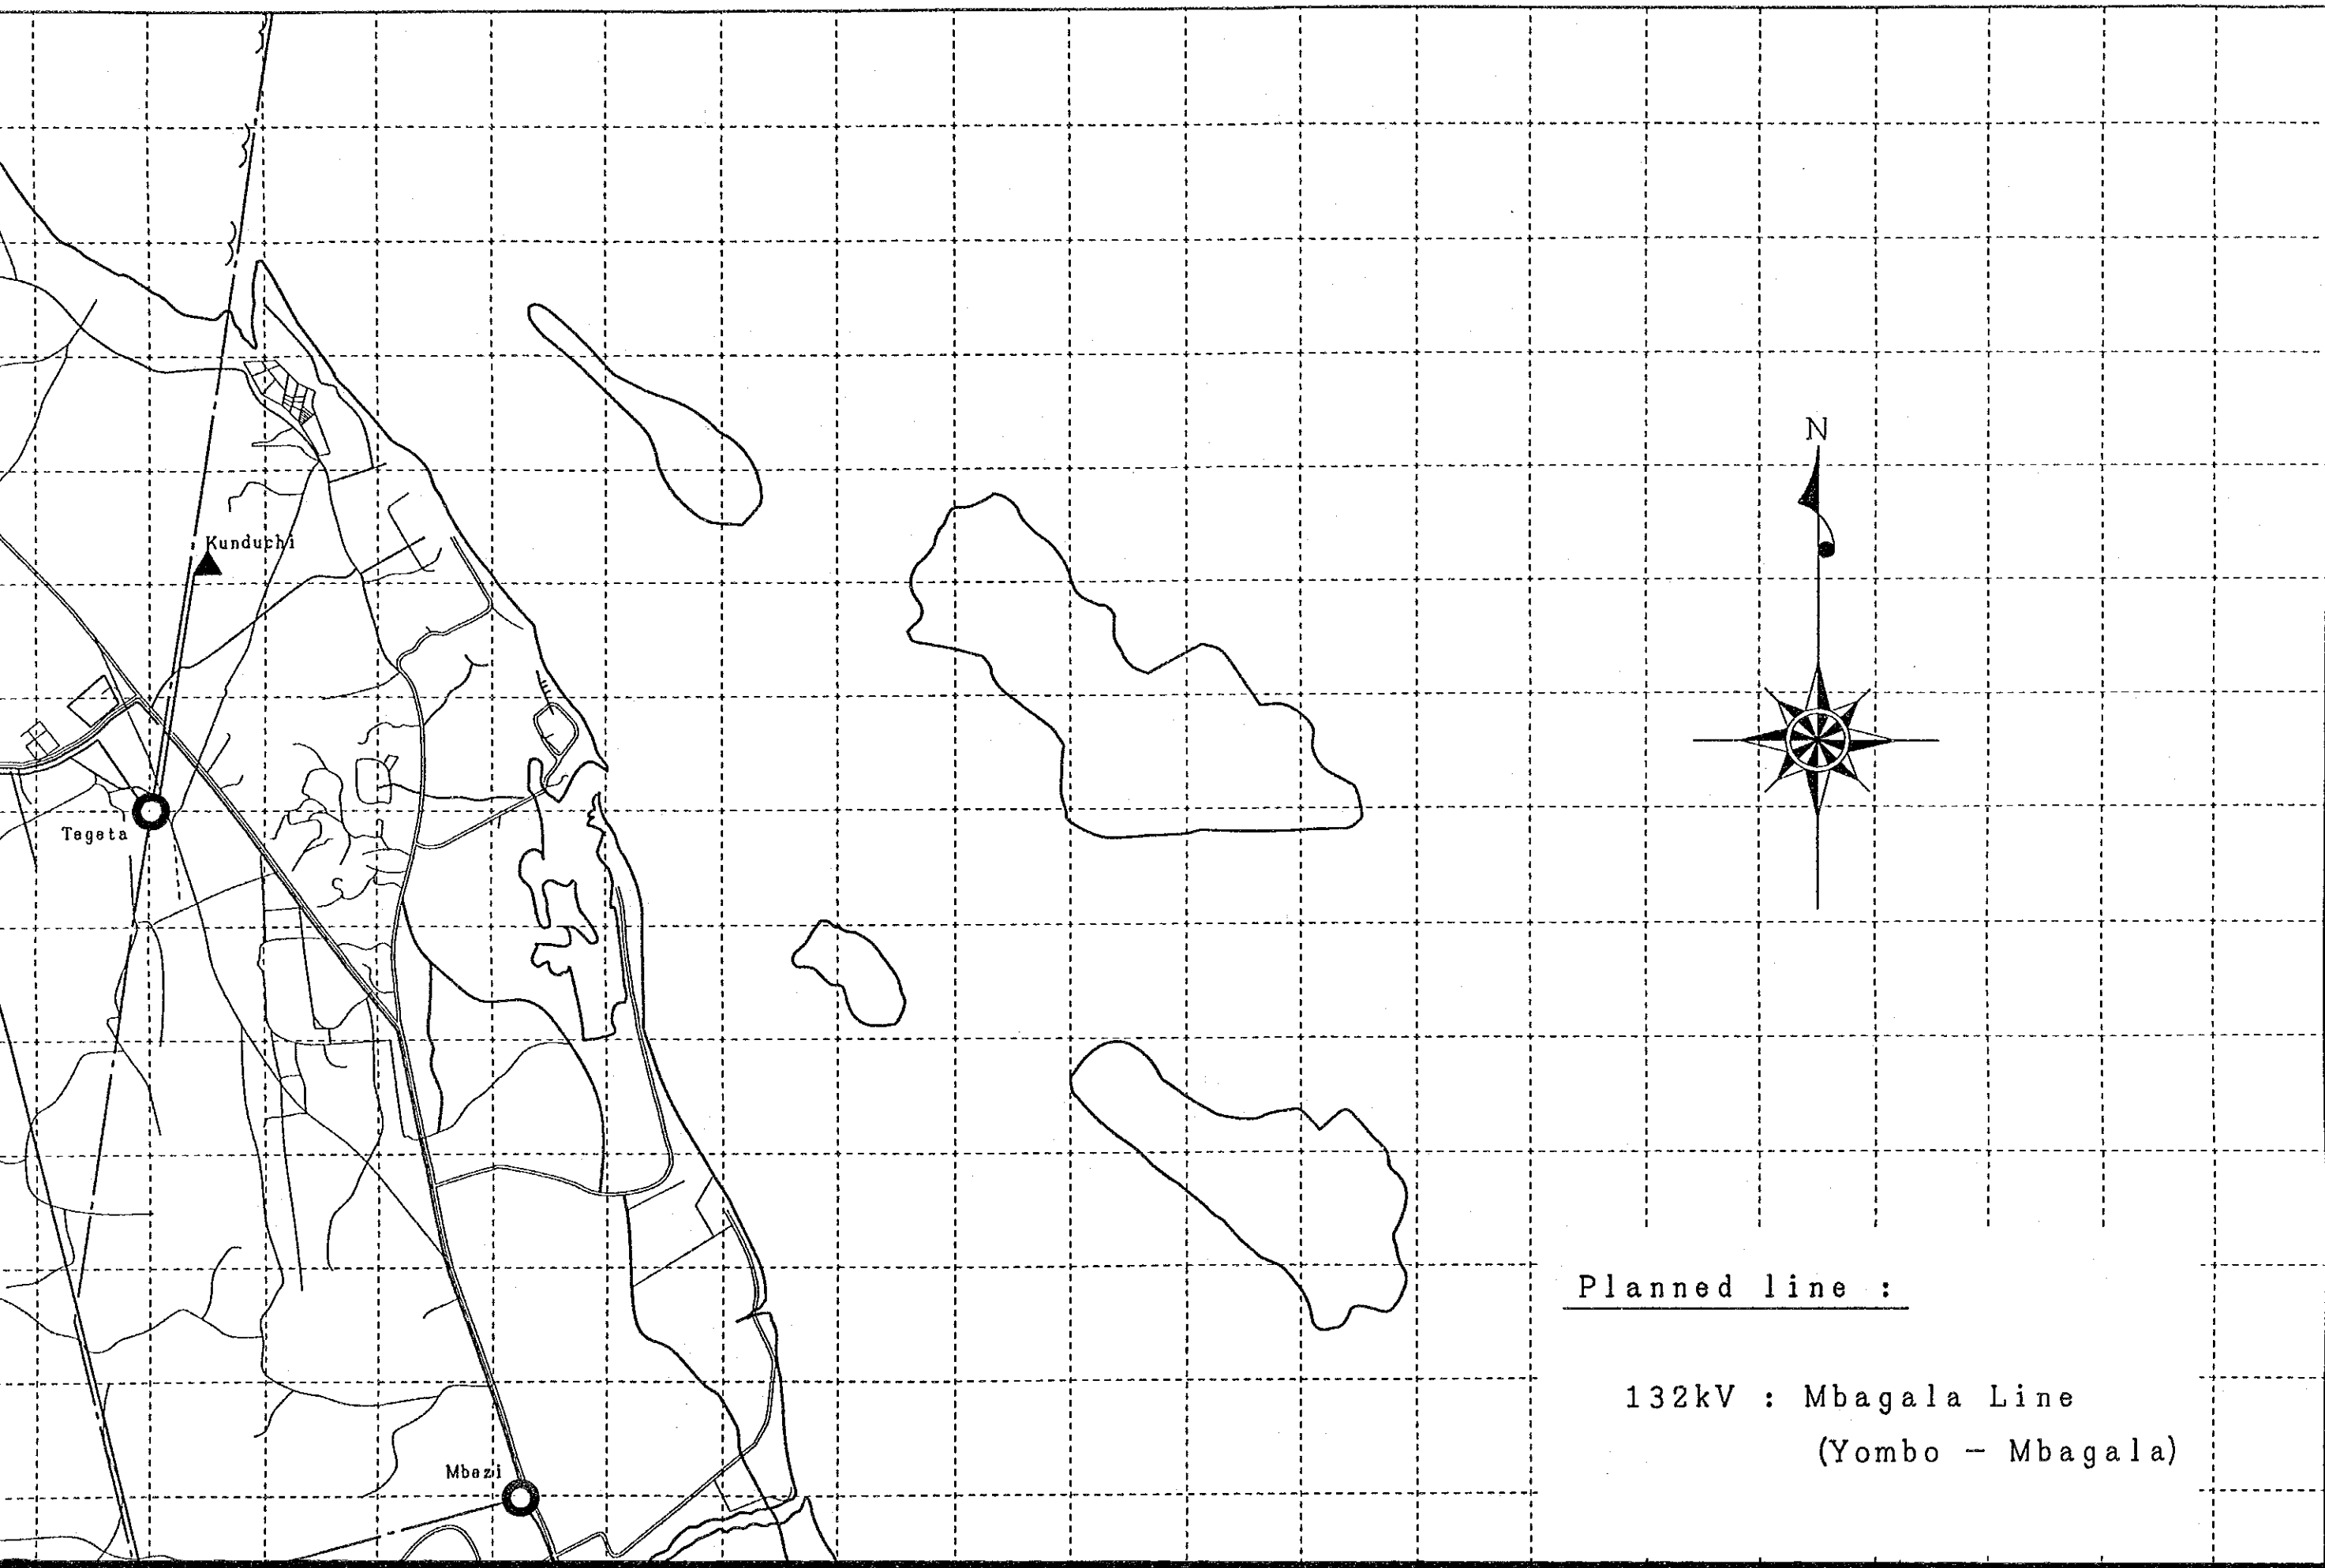 N
Kunduchi
Tegeta
Planned line :
132kV : Mbagala Line
(Yombo - Mbagala)
Mbezi